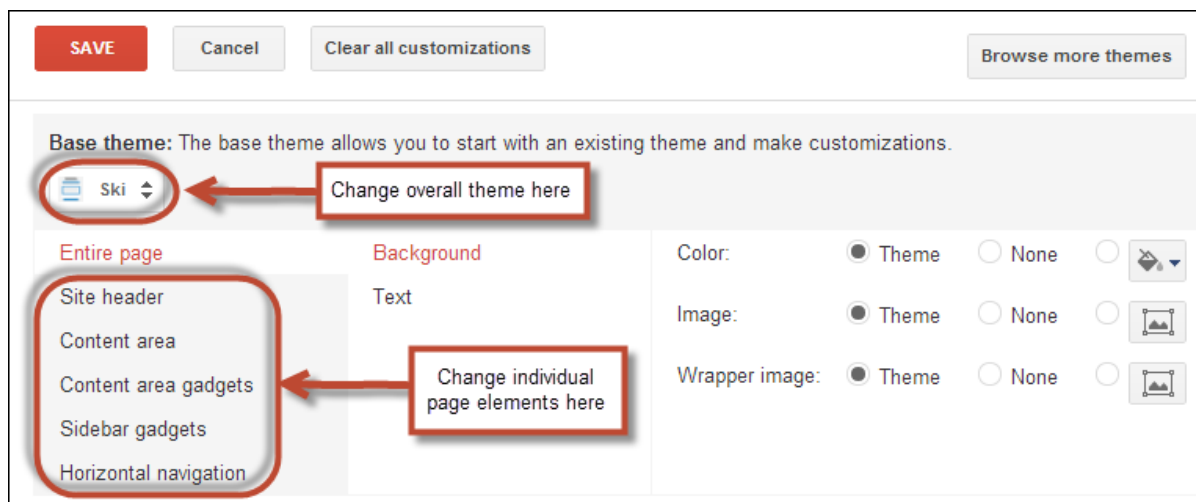 SAVE Cancel Clear all customizations Browse more themes
Base theme: The base theme allows you to start with an existing theme and make customizations.
Ski Change overall theme here
Entire page Background Color: Theme None
Site header Text
Image: Theme None
Content area
Content area gadgets
Wrapper image: Theme None
Change individual
page elements here
Sidebar gadgets
Horizontal navigation